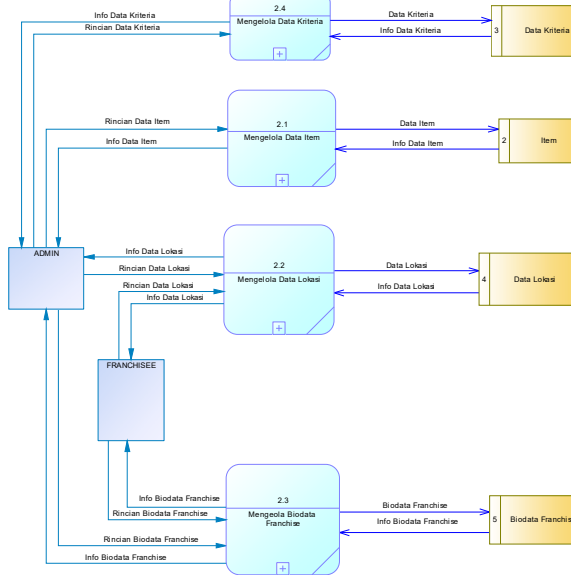 2.4
Mengelola Data Kriteria
Info Data Kriteria
Rincian Data Kriteria
Data Kriteria
Info Data Kriteria
3
Data Kriteria
2.1
Mengelola Data Item
Rincian Data Item
Info Data Item
Data Item
Info Data Item
2
Item
ADMIN
2.2
Mengelola Data Lokasi
Info Data Lokasi
Rincian Data Lokasi
Rincian Data Lokasi
Info Data Lokasi
Data Lokasi
Info Data Lokasi
4
Data Lokasi
FRANCHISEE
2.3
Mengeola Biodata
Franchise
Info Biodata Franchise
Rincian Biodata Franchise
Rincian Biodata Franchise
Info Biodata Franchise
Biodata Franchise
Info Biodata Franchise
5
Biodata Franchis